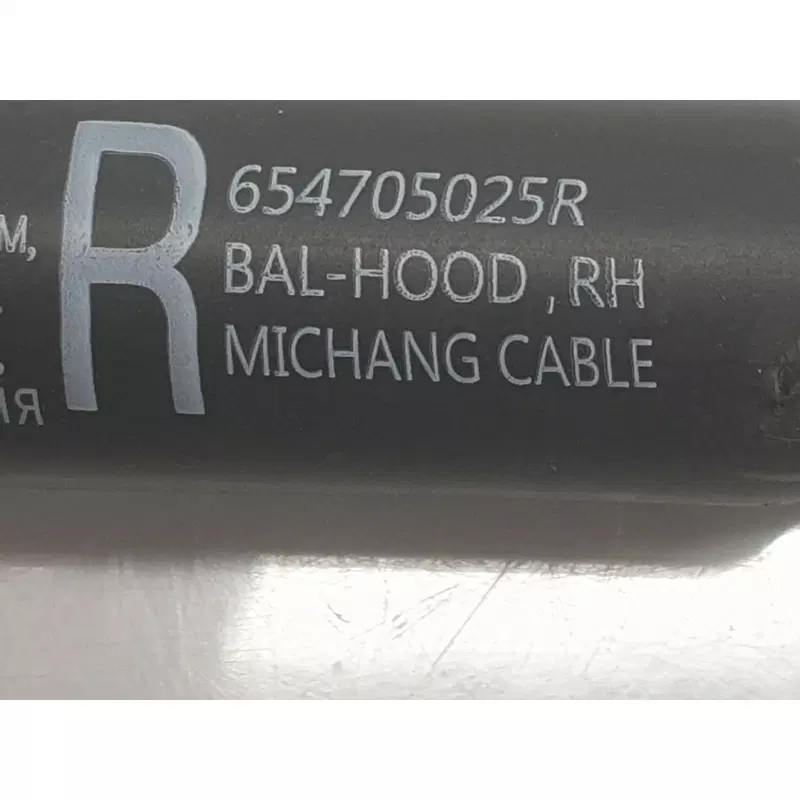 R
654705025R
BAL-HOOD , RH
MICHANG CABLE